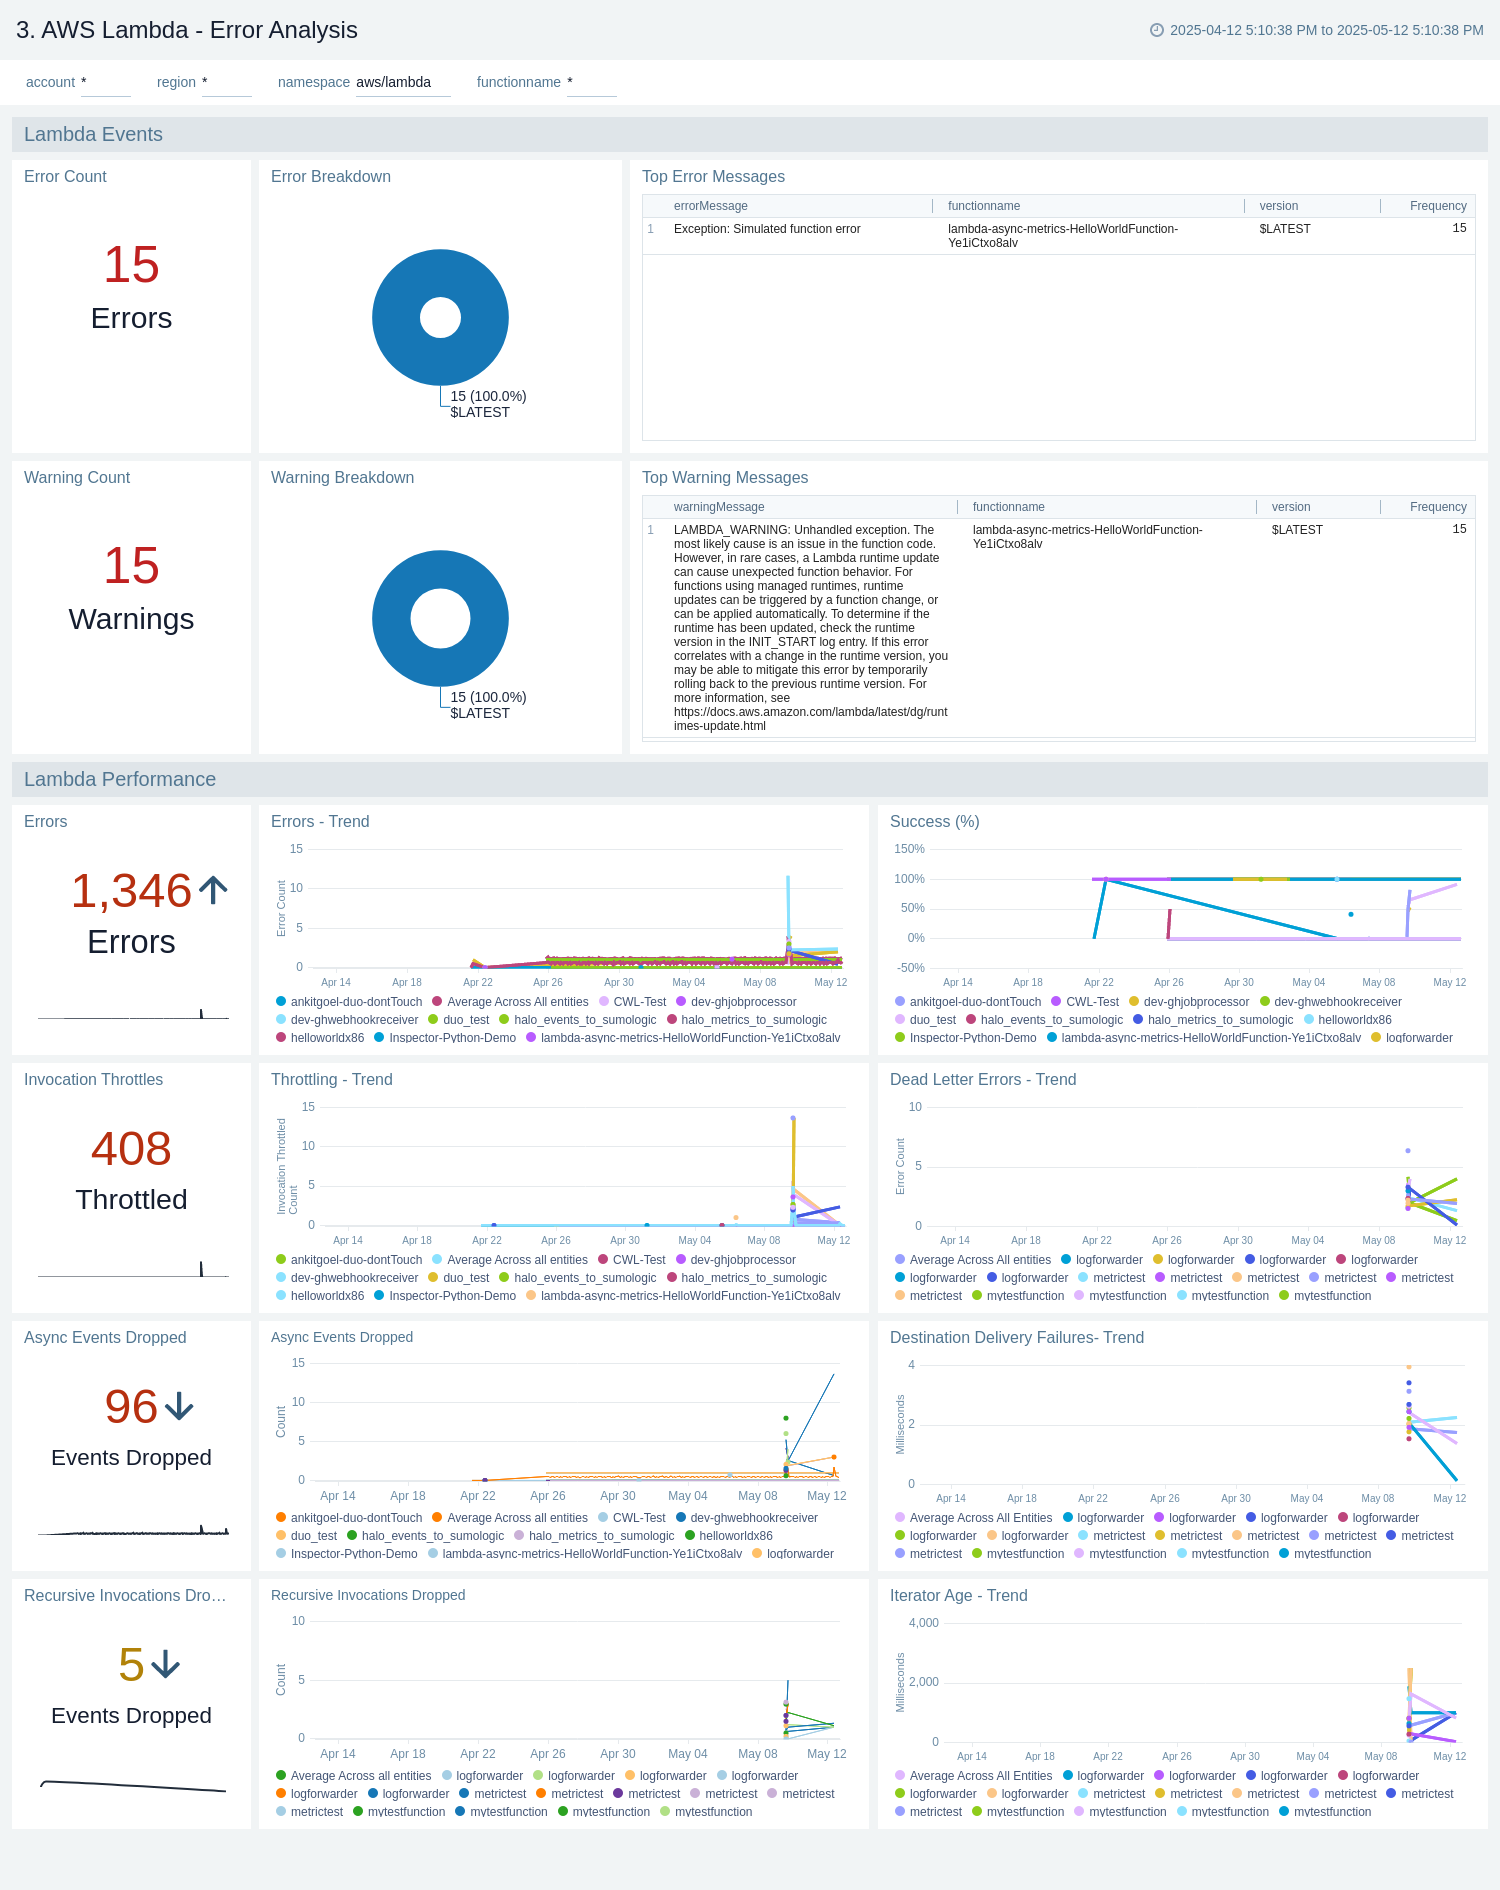 3. AWS Lambda - Error Analysis
2025-04-12 5:10:38 PM to 2025-05-12 5:10:38 PM
account * region * namespace aws/lambda functionname *
Lambda Events
Error Count
15
Errors
Error Breakdown
15 (100.0%)
$LATEST
Top Error Messages
errorMessage functionname version Frequency
1 Exception: Simulated function error lambda-async-metrics-HelloWorldFunction- $LATEST 15
Ye1iCtxo8alv
Warning Count
15
Warnings
Warning Breakdown
15 (100.0%)
$LATEST
Top Warning Messages
warningMessage functionname version Frequency
1 LAMBDA_WARNING: Unhandled exception. The lambda-async-metrics-HelloWorldFunction- $LATEST 15
most likely cause is an issue in the function code. Ye1iCtxo8alv
However, in rare cases, a Lambda runtime update
can cause unexpected function behavior. For
functions using managed runtimes, runtime
updates can be triggered by a function change, or
can be applied automatically. To determine if the
runtime has been updated, check the runtime
version in the INIT_START log entry. If this error
correlates with a change in the runtime version, you
may be able to mitigate this error by temporarily
rolling back to the previous runtime version. For
more information, see
https://docs.aws.amazon.com/lambda/latest/dg/runt
imes-update.html
Lambda Performance
Errors
1,346
Errors
Errors - Trend
Error Count
15
10
5
0
Apr 14 Apr 18 Apr 22 Apr 26 Apr 30 May 04 May 08 May 12
ankitgoel-duo-dontTouch Average Across All entities CWL-Test dev-ghjobprocessor
dev-ghwebhookreceiver duo_test halo_events_to_sumologic halo_metrics_to_sumologic
helloworldx86 Inspector-Python-Demo lambda-async-metrics-HelloWorldFunction-Ye1iCtxo8alv
Success (%)
150%
100%
50%
0%
-50%
Apr 14 Apr 18 Apr 22 Apr 26 Apr 30 May 04 May 08 May 12
ankitgoel-duo-dontTouch CWL-Test dev-ghjobprocessor dev-ghwebhookreceiver
duo_test halo_events_to_sumologic halo_metrics_to_sumologic helloworldx86
Inspector-Python-Demo lambda-async-metrics-HelloWorldFunction-Ye1iCtxo8alv logforwarder
Invocation Throttles
408
Throttled
Throttling - Trend
Invocation Throttled
Count
15
10
5
0
Apr 14 Apr 18 Apr 22 Apr 26 Apr 30 May 04 May 08 May 12
ankitgoel-duo-dontTouch Average Across all entities CWL-Test dev-ghjobprocessor
dev-ghwebhookreceiver duo_test halo_events_to_sumologic halo_metrics_to_sumologic
helloworldx86 Inspector-Python-Demo lambda-async-metrics-HelloWorldFunction-Ye1iCtxo8alv
Dead Letter Errors - Trend
Error Count
10
5
0
Apr 14 Apr 18 Apr 22 Apr 26 Apr 30 May 04 May 08 May 12
Average Across All entities logforwarder logforwarder logforwarder logforwarder
logforwarder logforwarder metrictest metrictest metrictest metrictest metrictest
metrictest mytestfunction mytestfunction mytestfunction mytestfunction
Async Events Dropped
96
Events Dropped
Async Events Dropped
Count
15
10
5
0
Apr 14 Apr 18 Apr 22 Apr 26 Apr 30 May 04 May 08 May 12
ankitgoel-duo-dontTouch Average Across all entities CWL-Test dev-ghwebhookreceiver
duo_test halo_events_to_sumologic halo_metrics_to_sumologic helloworldx86
Inspector-Python-Demo lambda-async-metrics-HelloWorldFunction-Ye1iCtxo8alv logforwarder
Destination Delivery Failures- Trend
Milliseconds
4
2
0
Apr 14 Apr 18 Apr 22 Apr 26 Apr 30 May 04 May 08 May 12
Average Across All Entities logforwarder logforwarder logforwarder logforwarder
logforwarder logforwarder metrictest metrictest metrictest metrictest metrictest
metrictest mytestfunction mytestfunction mytestfunction mytestfunction
Recursive Invocations Dro…
5
Events Dropped
Recursive Invocations Dropped
Count
10
5
0
Apr 14 Apr 18 Apr 22 Apr 26 Apr 30 May 04 May 08 May 12
Average Across all entities logforwarder logforwarder logforwarder logforwarder
logforwarder logforwarder metrictest metrictest metrictest metrictest metrictest
metrictest mytestfunction mytestfunction mytestfunction mytestfunction
Iterator Age - Trend
Milliseconds
4,000
2,000
0
Apr 14 Apr 18 Apr 22 Apr 26 Apr 30 May 04 May 08 May 12
Average Across All Entities logforwarder logforwarder logforwarder logforwarder
logforwarder logforwarder metrictest metrictest metrictest metrictest metrictest
metrictest mytestfunction mytestfunction mytestfunction mytestfunction